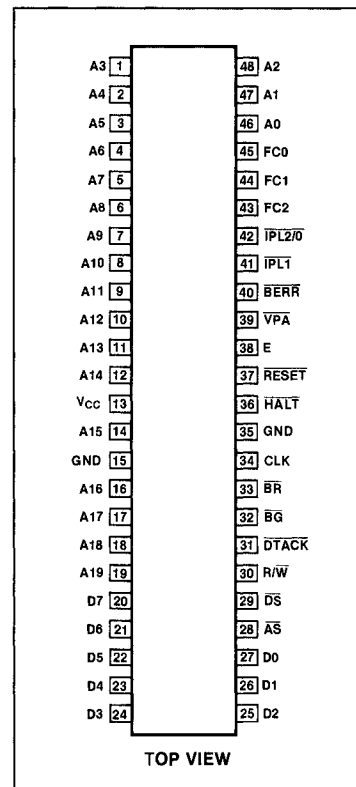 A3 1 48 A2
A4 2 47 A1
A5 3 46 A0
A6 4 45 FC0
A7 5 44 FC1
A8 6 43 FC2
A9 7 42 IPL2/0
A10 8 41 IPL1
A11 9 40 BERR
A12 10 39 VPA
A13 11 38 E
A14 12 37 RESET
VCC 13 36 HALT
A15 14 35 GND
GND 15 34 CLK
A16 16 33 BR
A17 17 32 BG
A18 18 31 DTACK
A19 19 30 R/W
D7 20 29 DS
D6 21 28 AS
D5 22 27 D0
D4 23 26 D1
D3 24 25 D2
TOP VIEW